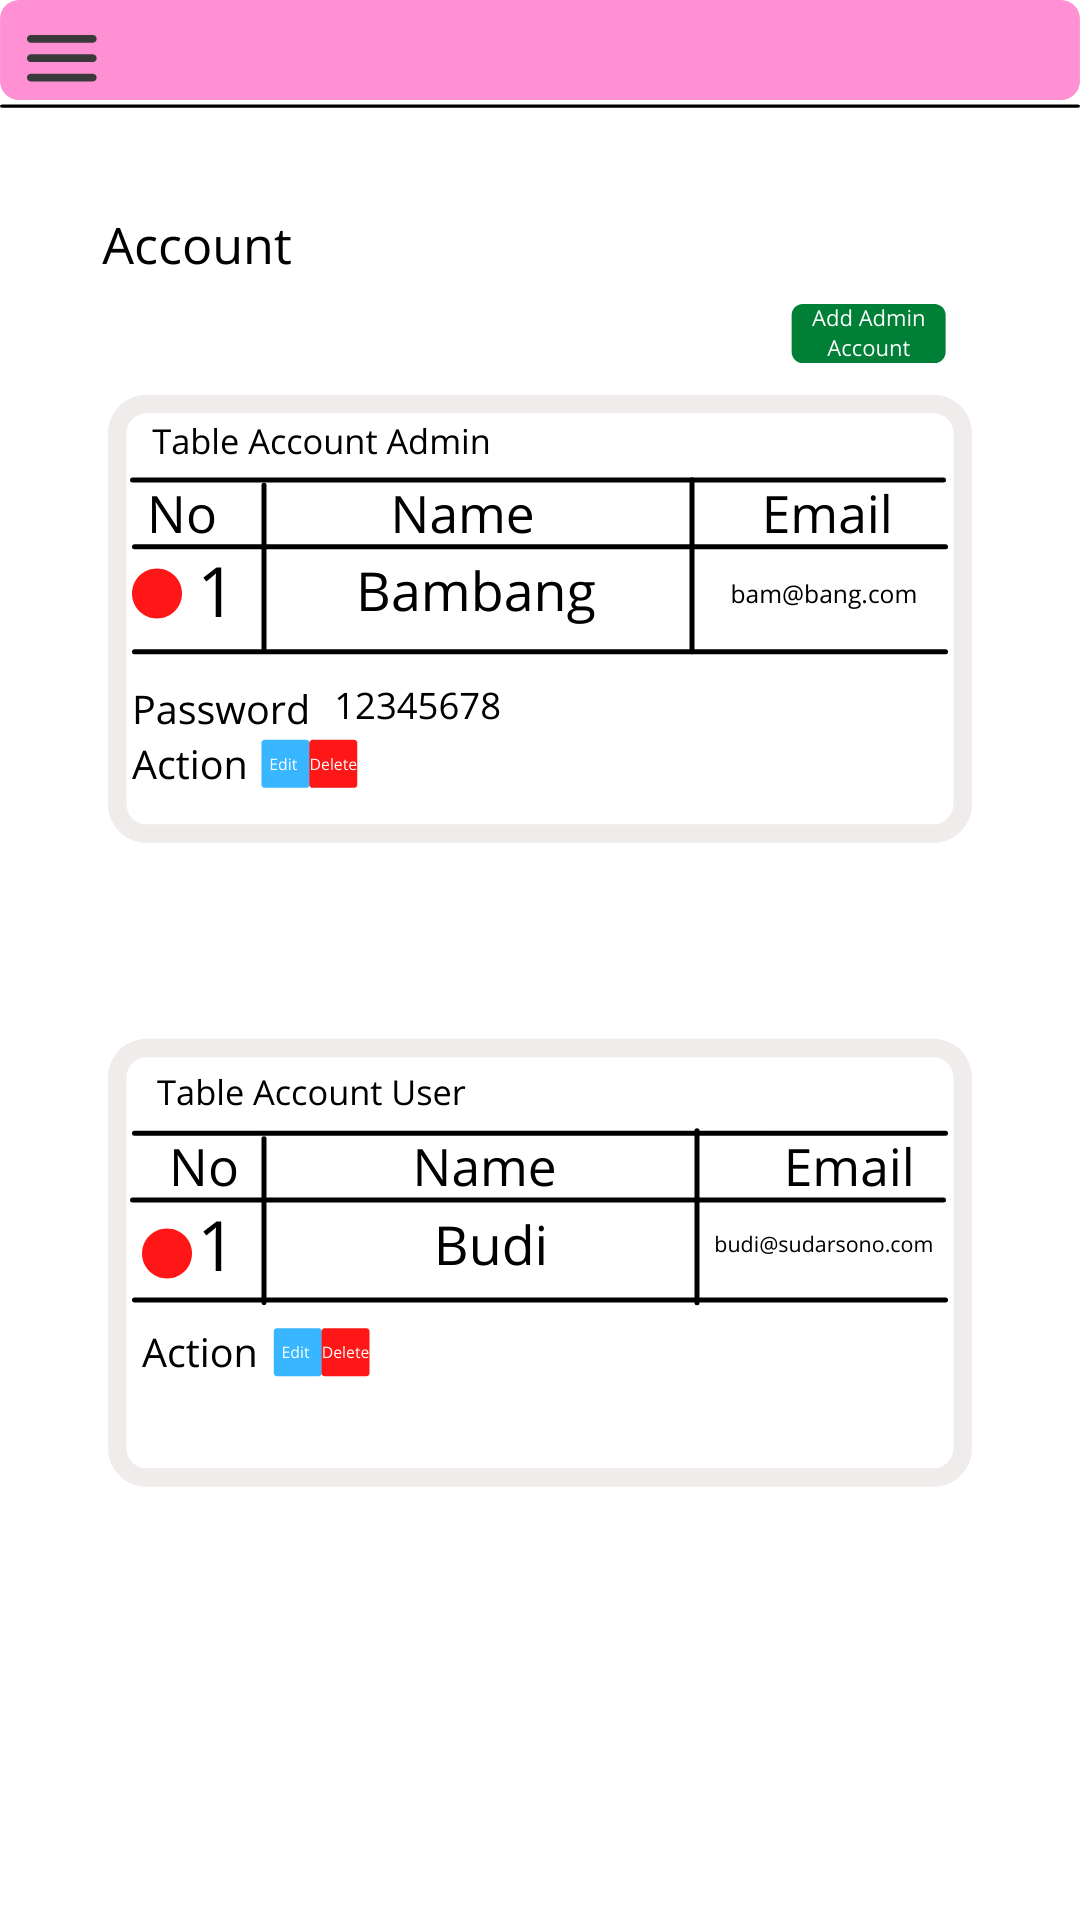 Account
Add Admin
Account
Table Account Admin
No Name Email
1 Bambang bam@bang.com
Password 12345678
Action Edit Delete
Table Account User
No Name Email
1 Budi budi@sudarsono.com
Action Edit Delete